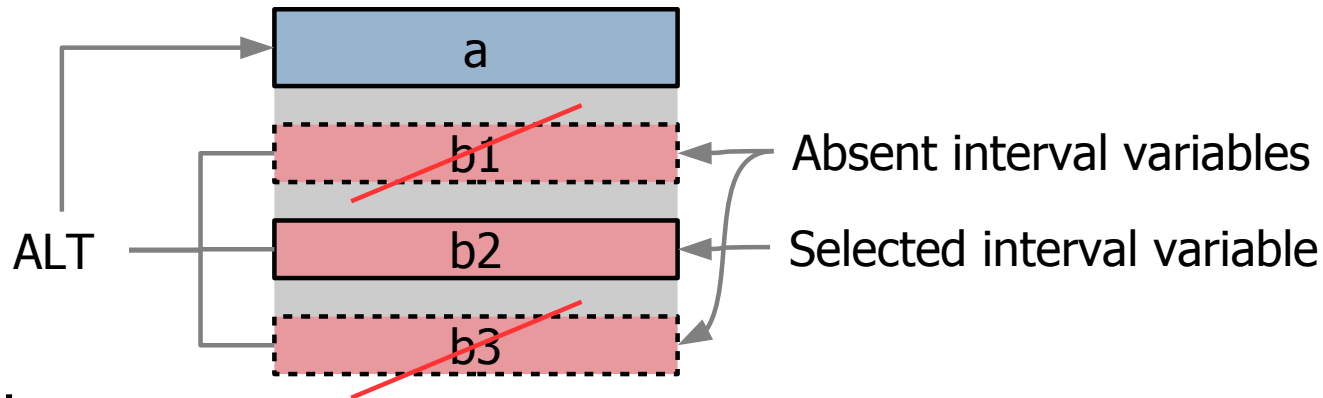 a
b1
Absent interval variables
ALT
b2
Selected interval variable
b3